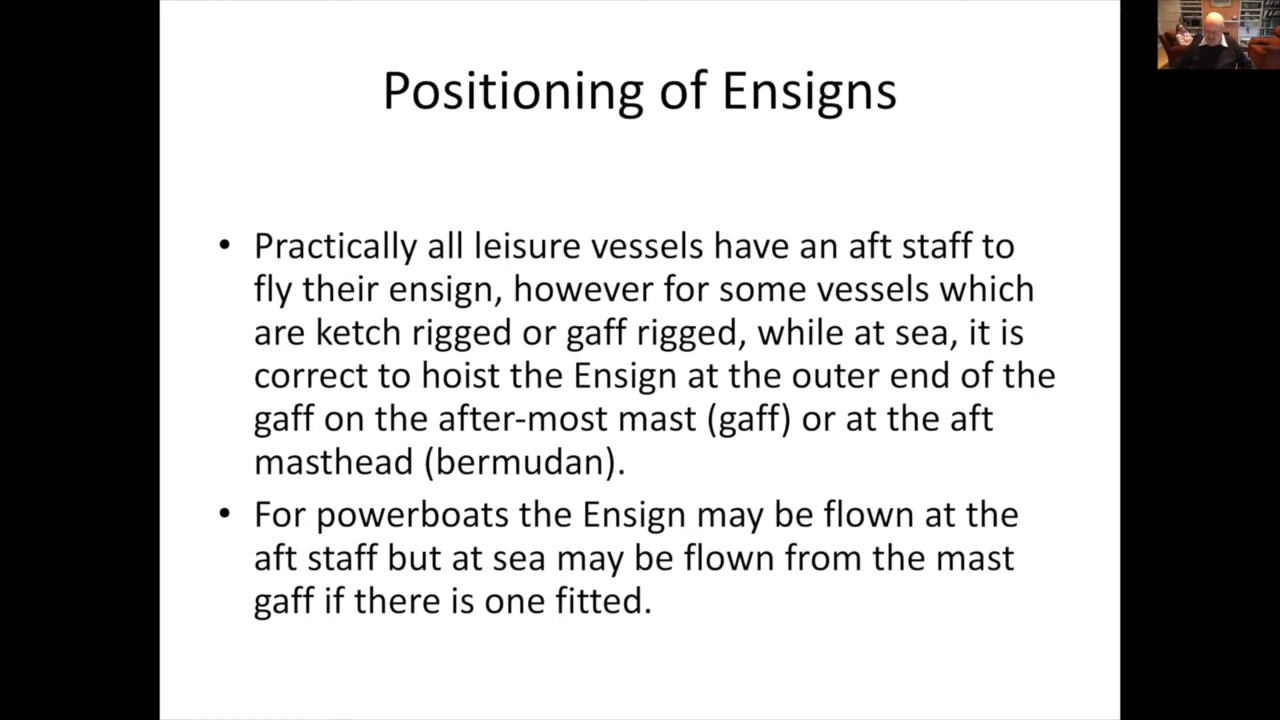 Positioning of Ensigns
• Practically all leisure vessels have an aft staff to
fly their ensign, however for some vessels which
are ketch rigged or gaff rigged, while at sea, it is
correct to hoist the Ensign at the outer end of the
gaff on the after-most mast (gaff) or at the aft
masthead (bermudan).
• For powerboats the Ensign may be flown at the
aft staff but at sea may be flown from the mast
gaff if there is one fitted.